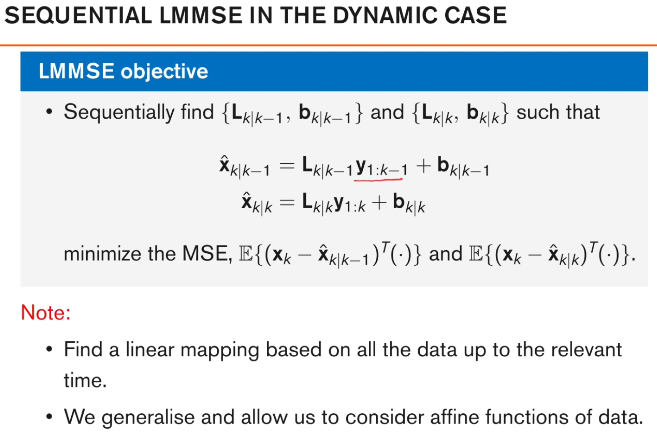 SEQUENTIAL LMMSE IN THE DYNAMIC CASE
LMMSE objective
• Sequentially find {L_{k|k−1}, b_{k|k−1}} and {L_{k|k}, b_{k|k}} such that
x̂_{k|k−1} = L_{k|k−1}y_{1:k−1} + b_{k|k−1}
x̂_{k|k} = L_{k|k}y_{1:k} + b_{k|k}
minimize the MSE, 𝔼{(x_k − x̂_{k|k−1})^T(·)} and 𝔼{(x_k − x̂_{k|k})^T(·)}.
Note:
• Find a linear mapping based on all the data up to the relevant
time.
• We generalise and allow us to consider affine functions of data.